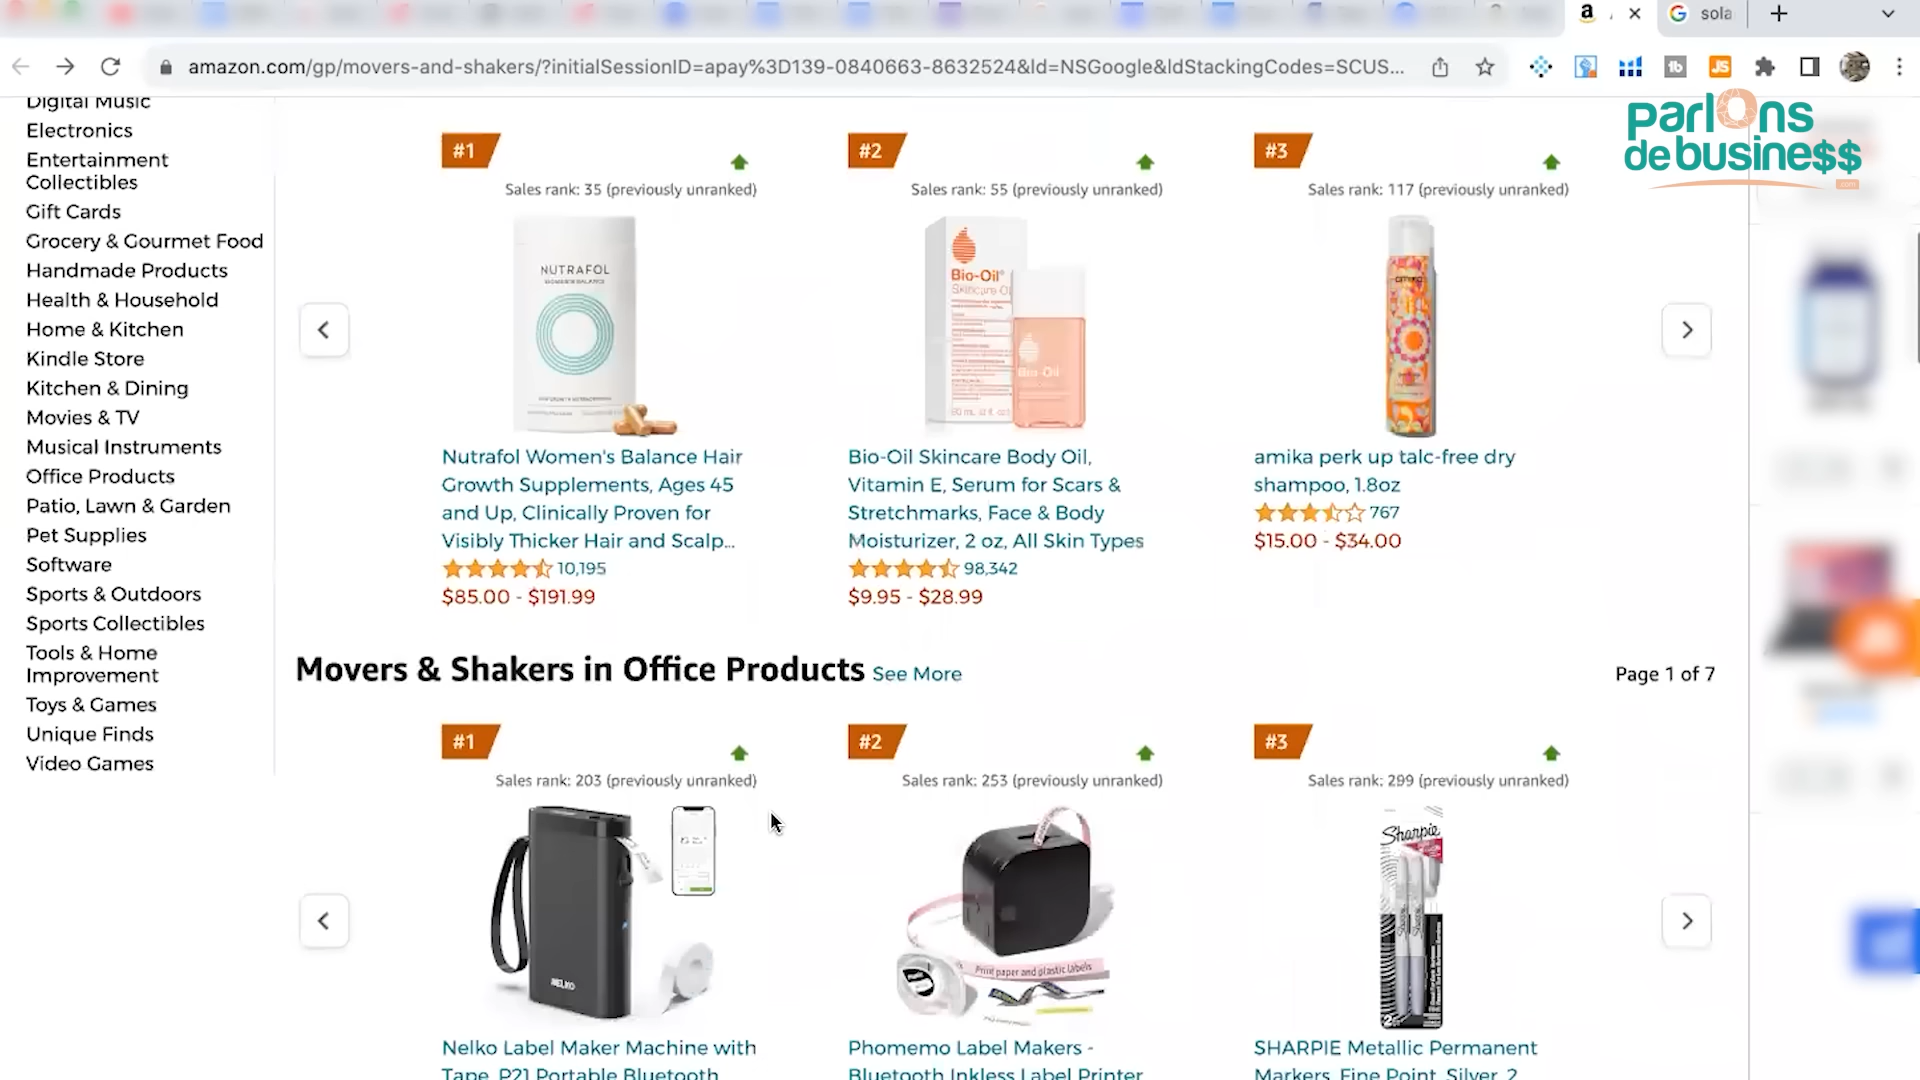 sola
amazon.com/gp/movers-and-shakers/?initialSessionID=apay%3D139-0840663-8632524&ld=NSGoogle&ldStackingCodes=SCUS...
parlOns
de busine$$
.com
Digital Music
Electronics
Entertainment
Collectibles
Gift Cards
Grocery & Gourmet Food
Handmade Products
Health & Household
Home & Kitchen
Kindle Store
Kitchen & Dining
Movies & TV
Musical Instruments
Office Products
Patio, Lawn & Garden
Pet Supplies
Software
Sports & Outdoors
Sports Collectibles
Tools & Home
Improvement
Toys & Games
Unique Finds
Video Games
#1
Sales rank: 35 (previously unranked)
NUTRAFOL
Nutrafol Women's Balance Hair
Growth Supplements, Ages 45
and Up, Clinically Proven for
Visibly Thicker Hair and Scalp...
10,195
$85.00 - $191.99
#2
Sales rank: 55 (previously unranked)
Bio-Oil
Skincare Oil
Bio-Oil
Bio-Oil Skincare Body Oil,
Vitamin E, Serum for Scars &
Stretchmarks, Face & Body
Moisturizer, 2 oz, All Skin Types
98,342
$9.95 - $28.99
#3
Sales rank: 117 (previously unranked)
amika
amika perk up talc-free dry
shampoo, 1.8oz
767
$15.00 - $34.00
Movers & Shakers in Office Products See More
Page 1 of 7
#1
Sales rank: 203 (previously unranked)
NELKO
Nelko Label Maker Machine with
Tape, P21 Portable Bluetooth
#2
Sales rank: 253 (previously unranked)
Print paper and plastic labels
Phomemo Label Makers -
Bluetooth Inkless Label Printer
#3
Sales rank: 299 (previously unranked)
Sharpie
SHARPIE Metallic Permanent
Markers, Fine Point, Silver, 2